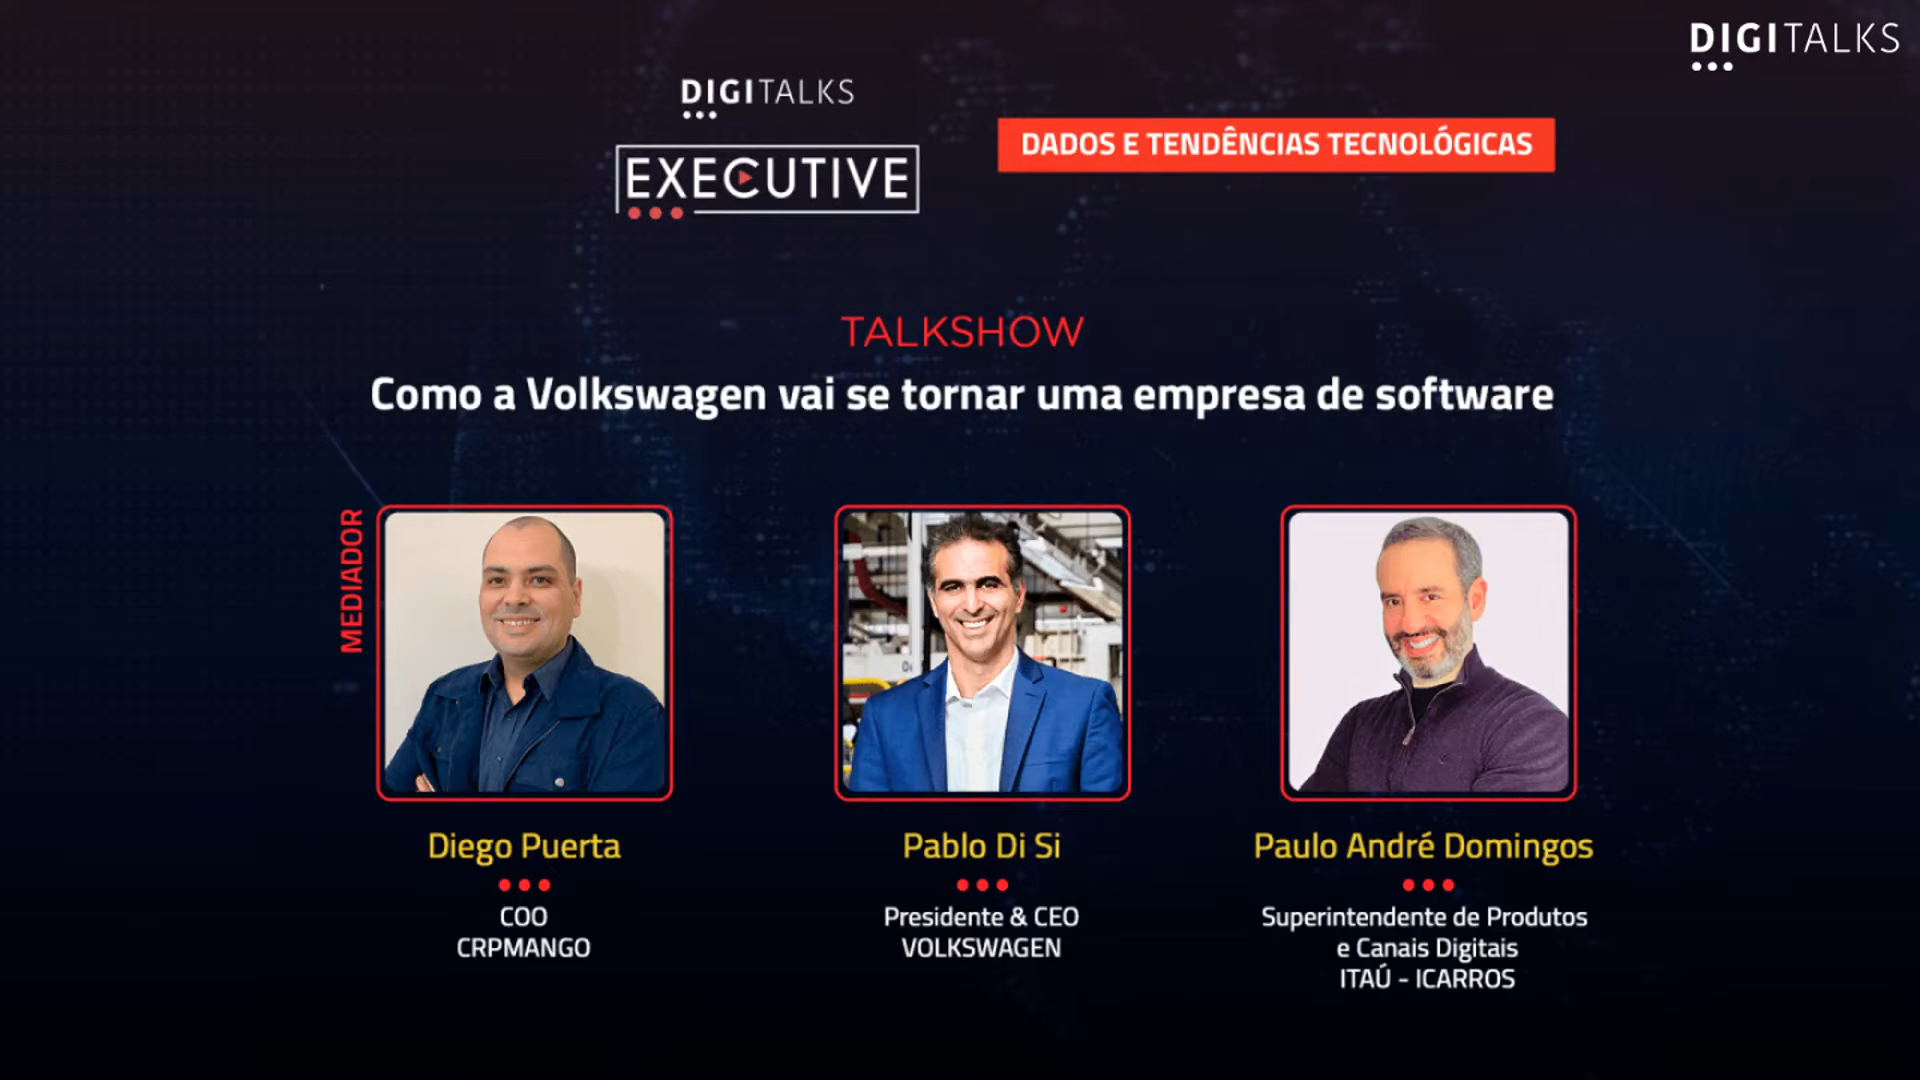 DIGITALKS
DIGITALKS
EXECUTIVE
DADOS E TENDÊNCIAS TECNOLÓGICAS
TALKSHOW
Como a Volkswagen vai se tornar uma empresa de software
MEDIADOR
Diego Puerta
COO
CRPMANGO
Pablo Di Si
Presidente & CEO
VOLKSWAGEN
Paulo André Domingos
Superintendente de Produtos
e Canais Digitais
ITAÚ - ICARROS